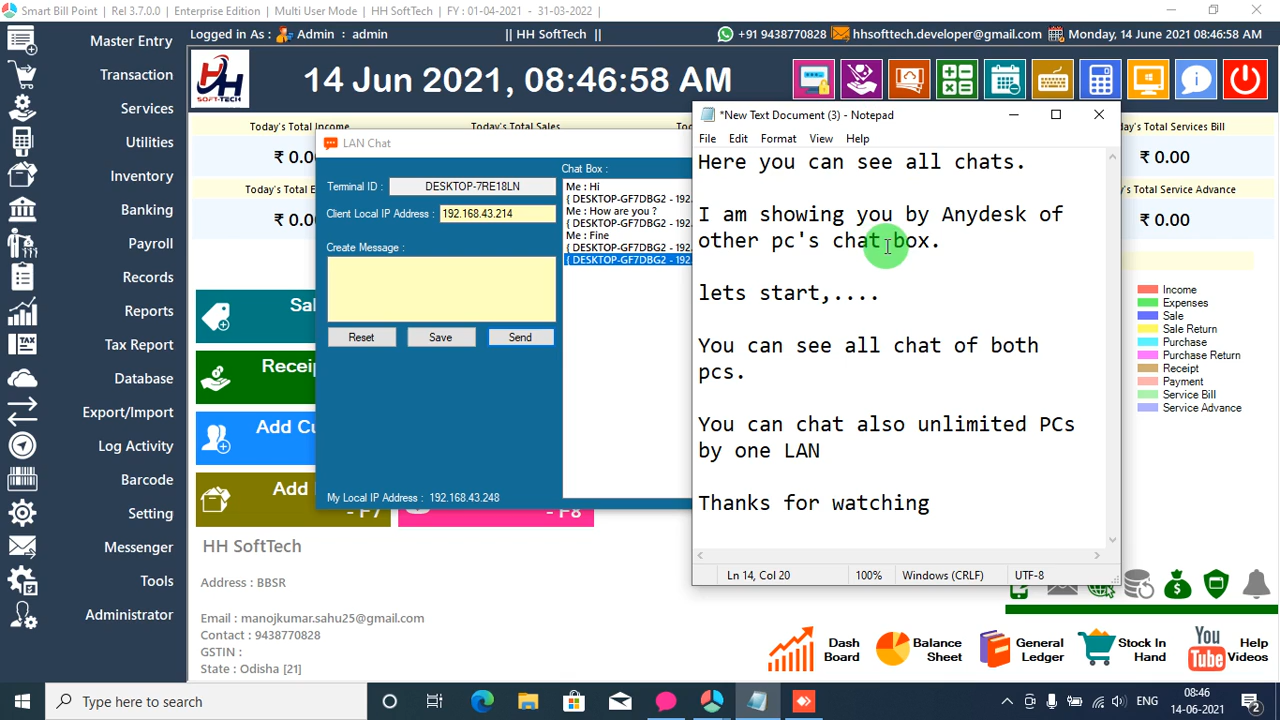 Smart Bill Point | Rel 3.7.0.0 | Enterprise Edition | Multi User Mode | HH SoftTech | FY : 01-04-2021 - 31-03-2022 |
Logged in As : Admin : admin || HH SoftTech || +91 9438770828 hhsofttech.developer@gmail.com Monday, 14 June 2021, 08:46:58 AM
Master Entry
Transaction
Services
Utilities
Inventory
Banking
Payroll
Records
Reports
Tax Report
Database
Export/Import
Log Activity
Barcode
Setting
Messenger
Tools
Administrator
HH
SOFT-TECH
14 Jun 2021, 08:46:58 AM
Today's Total Income
Today's Total Sales
₹ 0.00
Today's Total Services Bill
₹ 0.00
Today's Total Service Advance
₹ 0.00
LAN Chat
Terminal ID : DESKTOP-7RE18LN
Client Local IP Address : 192.168.43.214
Create Message :
Reset Save Send
My Local IP Address : 192.168.43.248
Chat Box :
Me : Hi
{ DESKTOP-GF7DBG2 - 192.
Me : How are you ?
{ DESKTOP-GF7DBG2 - 192.
Me : Fine
{ DESKTOP-GF7DBG2 - 192.
{ DESKTOP-GF7DBG2 - 192.
*New Text Document (3) - Notepad
File Edit Format View Help
Here you can see all chats.
I am showing you by Anydesk of
other pc's chat box.
lets start,....
You can see all chat of both
pcs.
You can chat also unlimited PCs
by one LAN
Thanks for watching
Ln 14, Col 20 100% Windows (CRLF) UTF-8
Income
Expenses
Sale
Sale Return
Purchase
Purchase Return
Receipt
Payment
Service Bill
Service Advance
- F7
- F8
HH SoftTech
Address : BBSR
Email : manojkumar.sahu25@gmail.com
Contact : 9438770828
GSTIN :
State : Odisha [21]
Dash
Board
Balance
Sheet
General
Ledger
Stock In
Hand
You
Tube
Help
Videos
Type here to search
ENG
08:46
14-06-2021
2